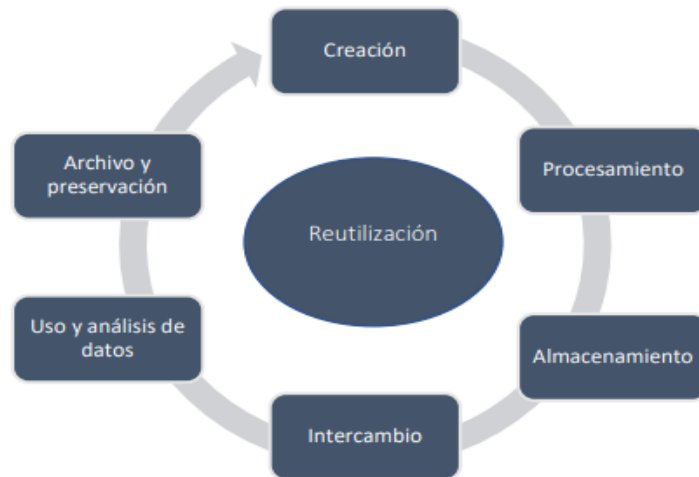 Creación
Procesamiento
Almacenamiento
Intercambio
Uso y análisis de
datos
Archivo y
preservación
Reutilización